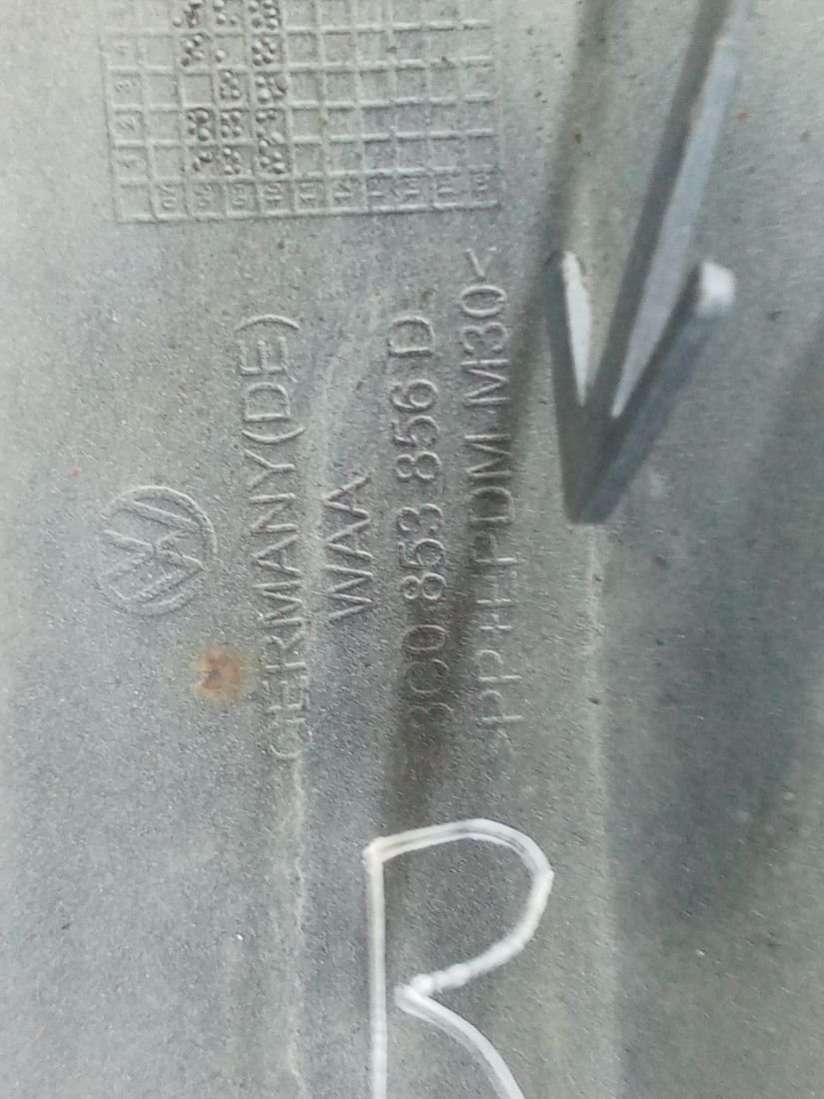 GERMANY(DE)
WAA
3C0 853 856 D
>PP+EPDM-M30<
R